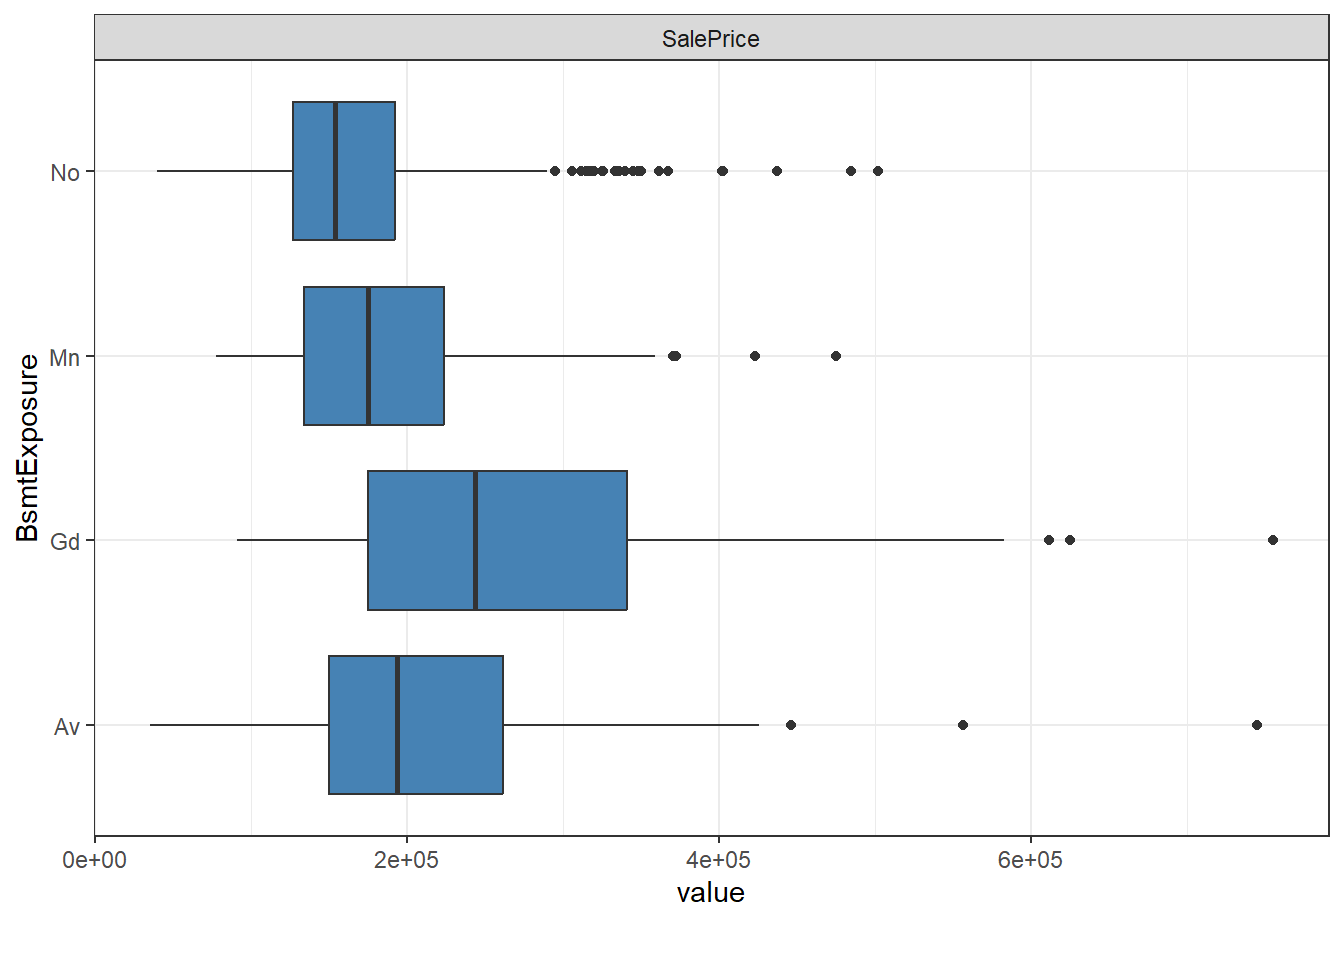 SalePrice
No
Mn
Gd
Av
BsmtExposure
0e+00 2e+05 4e+05 6e+05
value